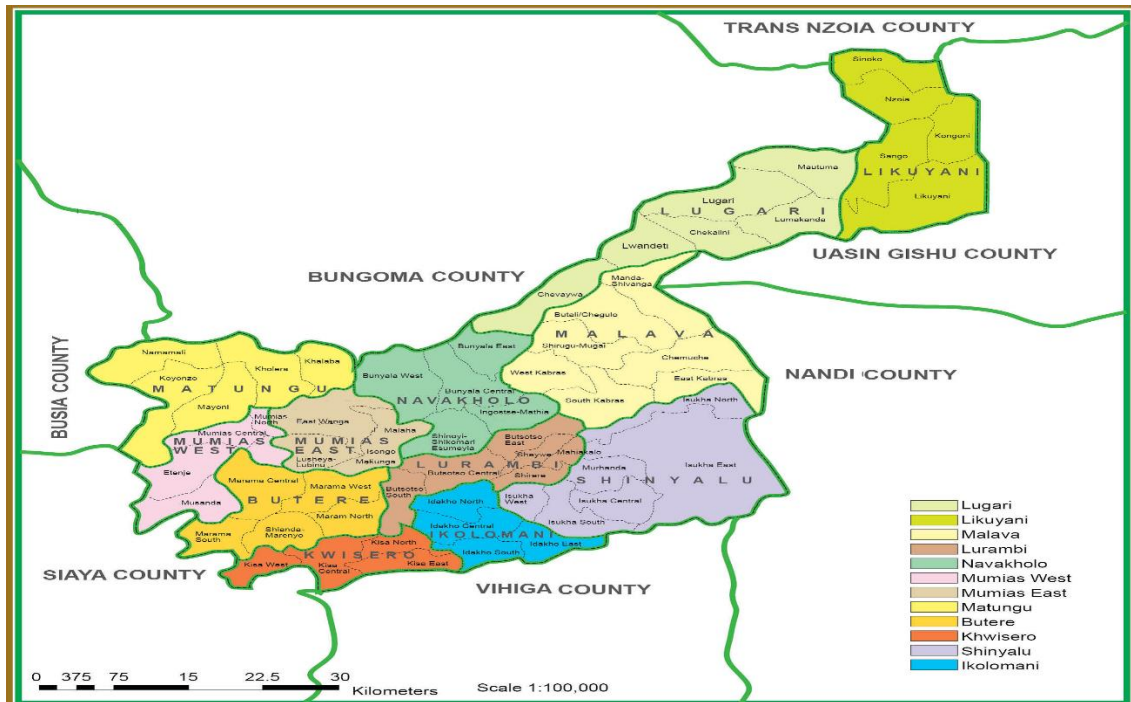 TRANS NZOIA COUNTY
Sinoko
Nzoia
Kongoni
Sango
LIKUYANI
Likuyani
Mautuma
Lugari
LUGARI
Lumakanda
Chekalini
Lwandeti
UASIN GISHU COUNTY
BUNGOMA COUNTY
Chevaywa
Manda-
Shivanga
Butali/Chegulo
MALAVA
Shirugu-Mugai
Chemuche
West Kabras
East Kabras
South Kabras
NANDI COUNTY
BUSIA COUNTY
Namamali
Khalaba
Kholera
Koyonzo
MATUNGU
Mayoni
Bunyala East
Bunyala West
Bunyala Central
NAVAKHOLO
Ingostse-Mathia
Shinoyi-
Shikomari
Esumeyia
Mumias
North
Mumias Central
MUMIAS
WEST
Etenje
Musanda
East Wanga
Malaha
MUMIAS
EAST
Isongo
Lusheya-
Lubinu
Makunga
Butsotso
East
Sheywe
Mahiakalo
LURAMBI
Butsotso Central
Shirere
Butsotso
South
Isukha North
Murhanda
Isukha East
SHINYALU
Isukha
West
Isukha Central
Isukha South
Marama Central
Marama West
BUTERE
Maram North
Marama
South
Shianda-
Marenyo
Idakho North
Idakho Central
IKOLOMANI
Idakho East
Idakho South
Kisa North
KWISERO
Kisa West
Kisa
Central
Kisa East
SIAYA COUNTY
VIHIGA COUNTY
Lugari
Likuyani
Malava
Lurambi
Navakholo
Mumias West
Mumias East
Matungu
Butere
Khwisero
Shinyalu
Ikolomani
0 375 75 15 22.5 30
Kilometers
Scale 1:100,000